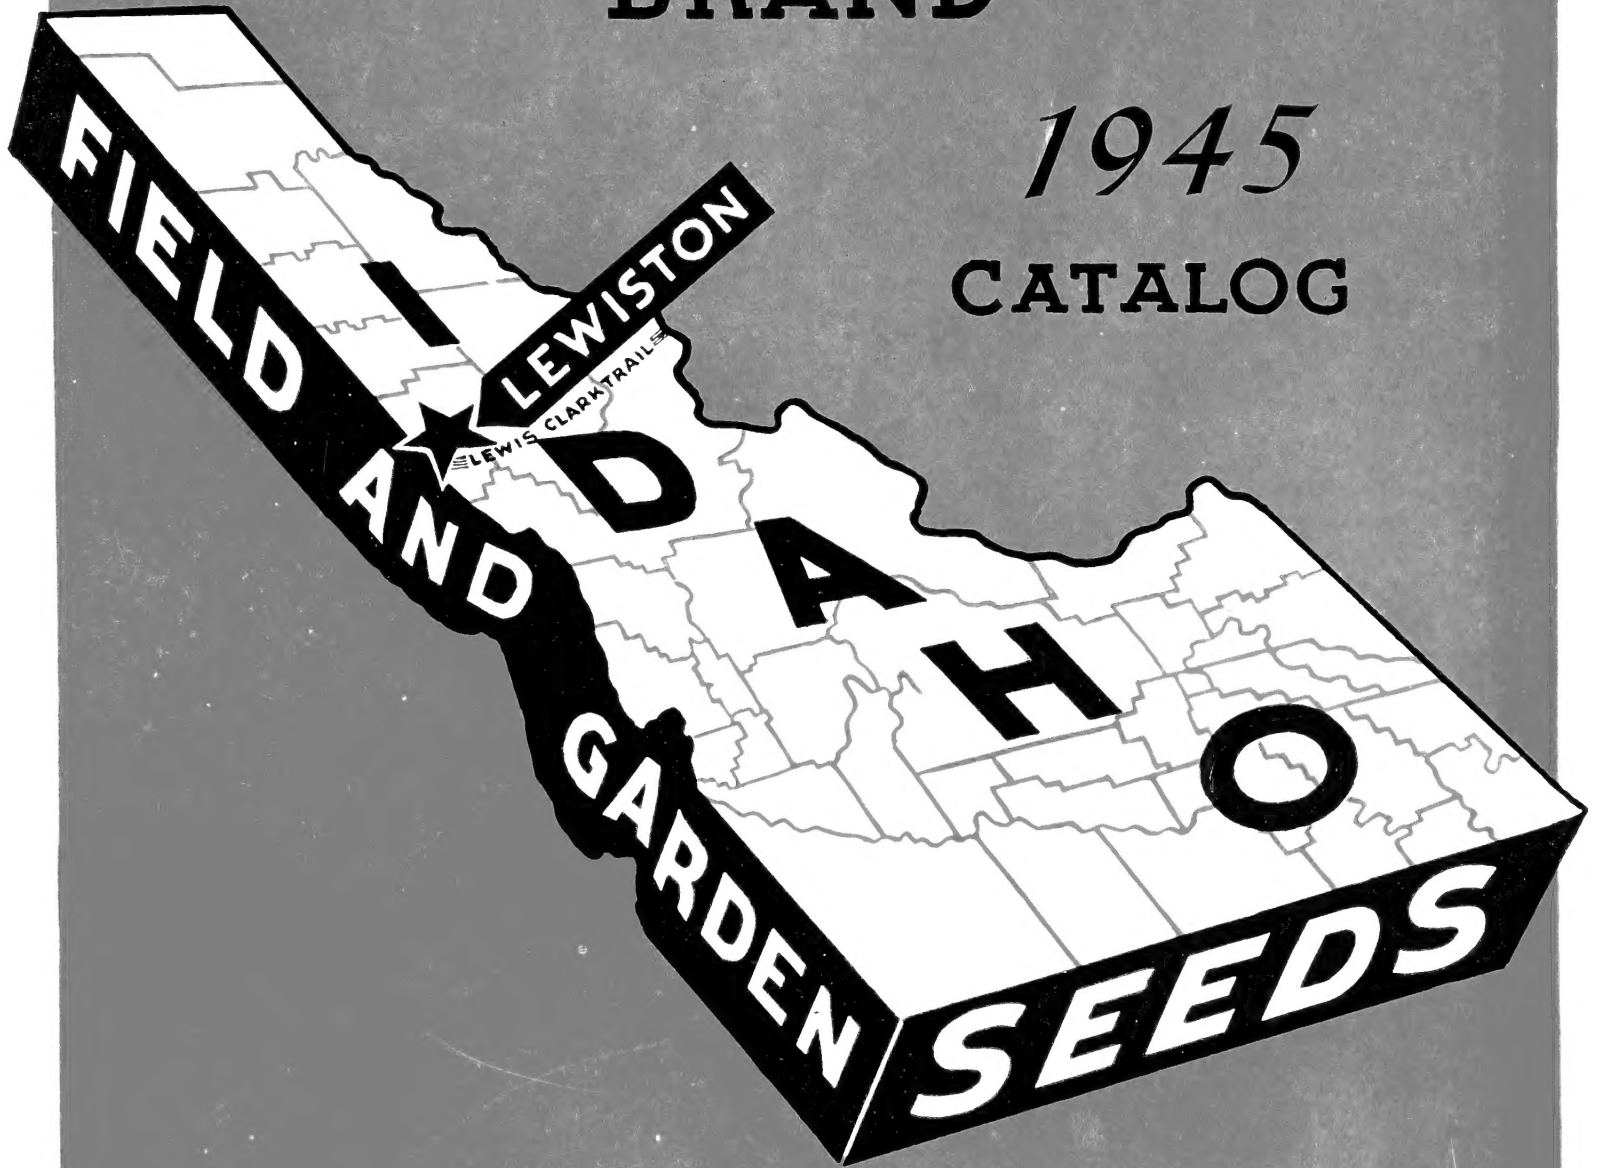 BRAND
1945
CATALOG
FIELD AND GARDEN
SEEDS
IDAHO
LEWISTON
LEWIS CLARK TRAIL